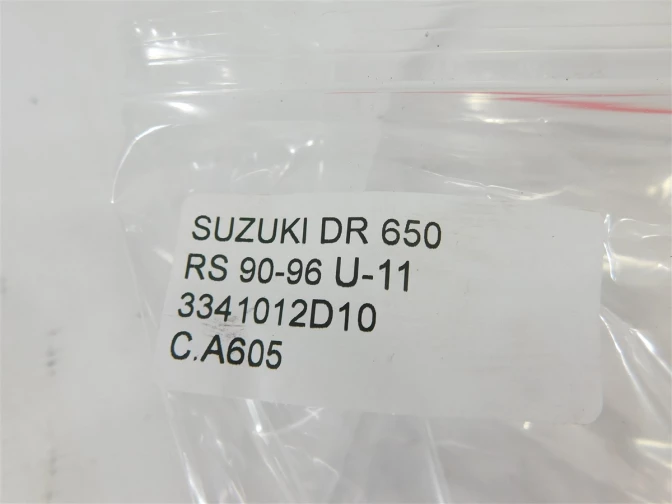 SUZUKI DR 650
RS 90-96 U-11
3341012D10
C.A605